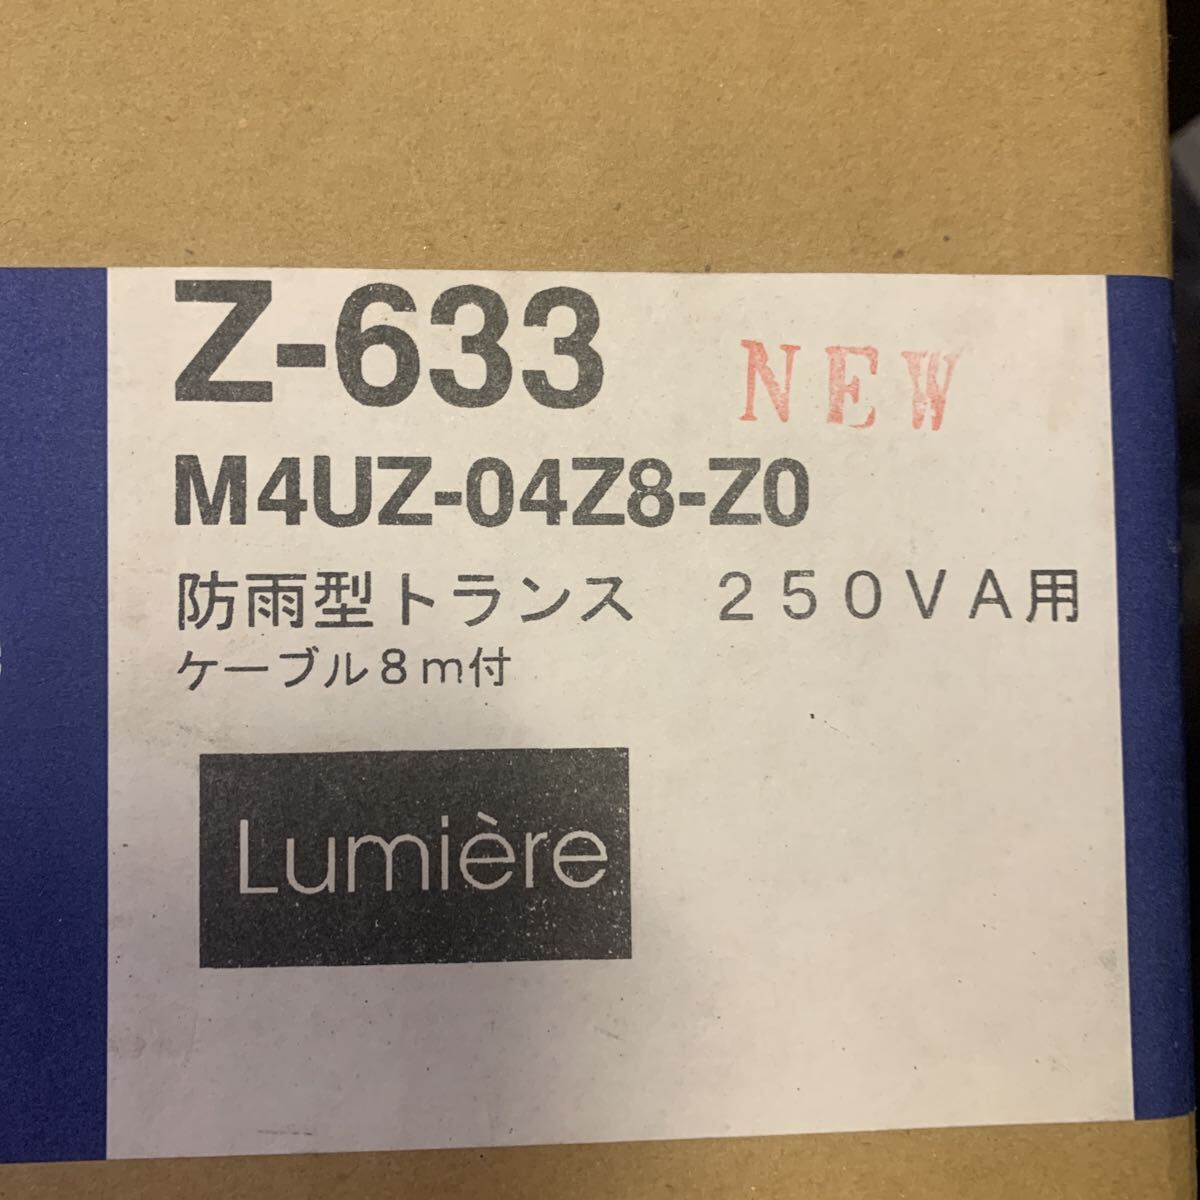 Z-633
NEW
M4UZ-04Z8-Z0
防雨型トランス　２５０ＶＡ用
ケーブル８ｍ付
Lumière